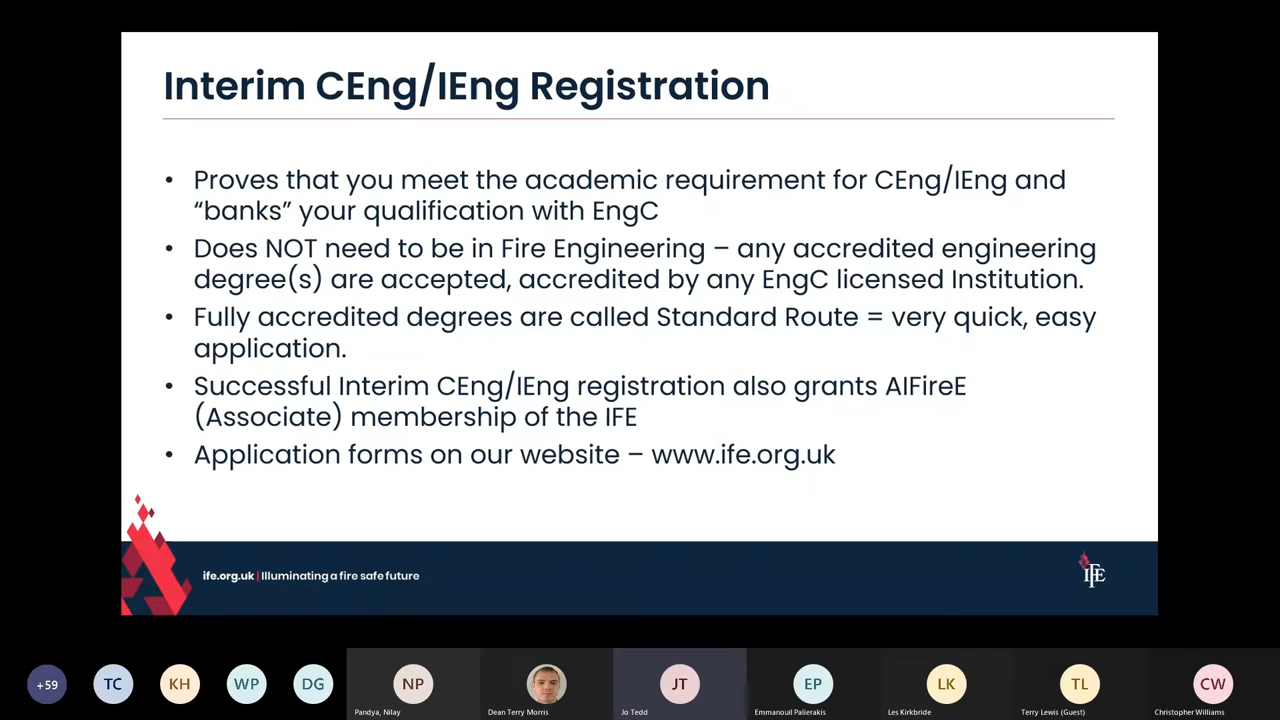 Interim CEng/IEng Registration
• Proves that you meet the academic requirement for CEng/IEng and
“banks” your qualification with EngC
• Does NOT need to be in Fire Engineering – any accredited engineering
degree(s) are accepted, accredited by any EngC licensed Institution.
• Fully accredited degrees are called Standard Route = very quick, easy
application.
• Successful Interim CEng/IEng registration also grants AIFireE
(Associate) membership of the IFE
• Application forms on our website – www.ife.org.uk
ife.org.uk | Illuminating a fire safe future
IFE
+59
TC
KH
WP
DG
NP
JT
EP
LK
TL
CW
Pandya, Nilay
Dean Terry Morris
Jo Tedd
Emmanouil Palierakis
Les Kirkbride
Terry Lewis (Guest)
Christopher Williams